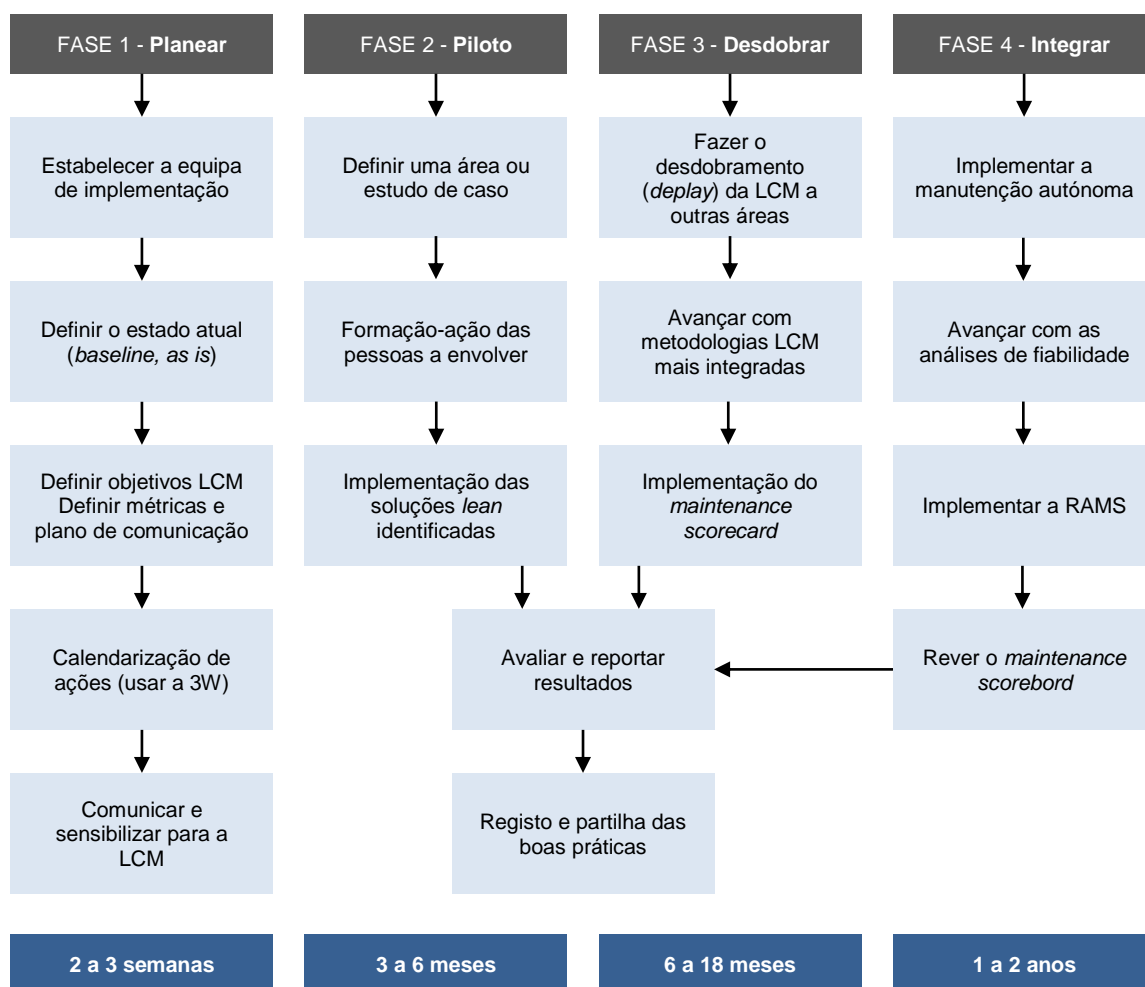 FASE 1 - Planear
Estabelecer a equipa
de implementação
Definir o estado atual
(baseline, as is)
Definir objetivos LCM
Definir métricas e
plano de comunicação
Calendarização de
ações (usar a 3W)
Comunicar e
sensibilizar para a
LCM
2 a 3 semanas
FASE 2 - Piloto
Definir uma área ou
estudo de caso
Formação-ação das
pessoas a envolver
Implementação das
soluções lean
identificadas
3 a 6 meses
FASE 3 - Desdobrar
Fazer o
desdobramento
(deplay) da LCM a
outras áreas
Avançar com
metodologias LCM
mais integradas
Implementação do
maintenance
scorecard
Avaliar e reportar
resultados
Registo e partilha das
boas práticas
6 a 18 meses
FASE 4 - Integrar
Implementar a
manutenção autónoma
Avançar com as
análises de fiabilidade
Implementar a RAMS
Rever o maintenance
scorebord
1 a 2 anos